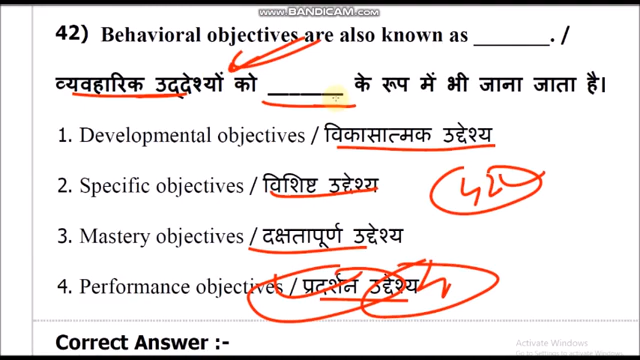 www.BANDICAM.com
42) Behavioral objectives are also known as _______. /
व्यवहारिक उद्देश्यों को _______ के रूप में भी जाना जाता है।
1. Developmental objectives / विकासात्मक उद्देश्य
2. Specific objectives / विशिष्ट उद्देश्य
3. Mastery objectives / दक्षतापूर्ण उद्देश्य
4. Performance objectives / प्रदर्शन उद्देश्य
Correct Answer :-
Activate Windows
Go to Settings to activate Windows.